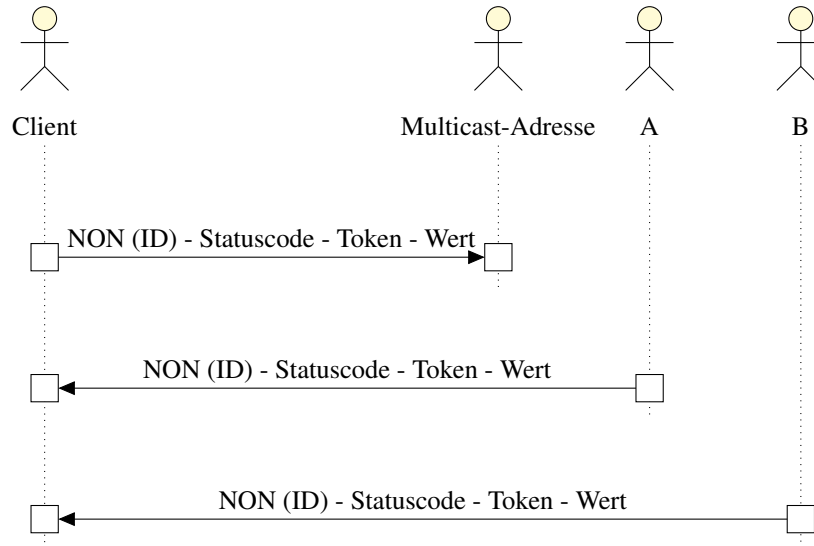 Client
Multicast-Adresse
A
B
NON (ID) - Statuscode - Token - Wert
NON (ID) - Statuscode - Token - Wert
NON (ID) - Statuscode - Token - Wert